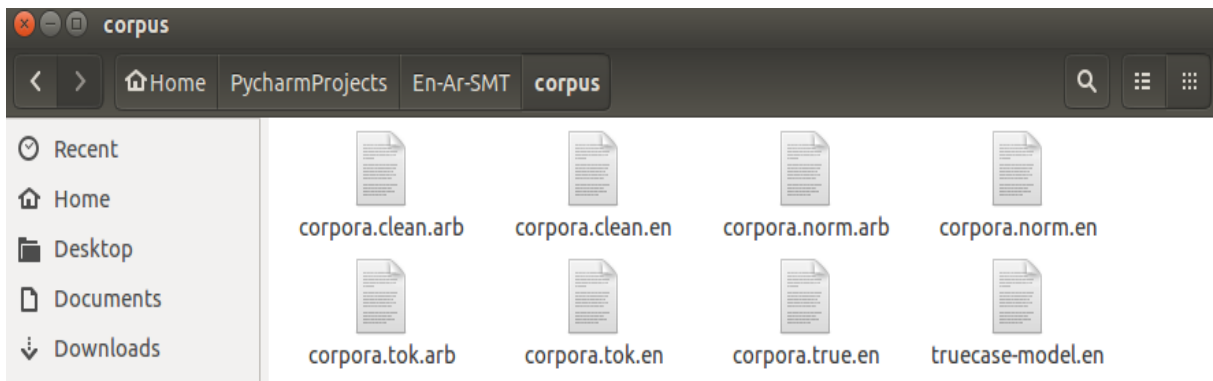 corpus
Home PycharmProjects En-Ar-SMT corpus
Recent
Home
Desktop
Documents
Downloads
corpora.clean.arb corpora.clean.en corpora.norm.arb corpora.norm.en
corpora.tok.arb corpora.tok.en corpora.true.en truecase-model.en